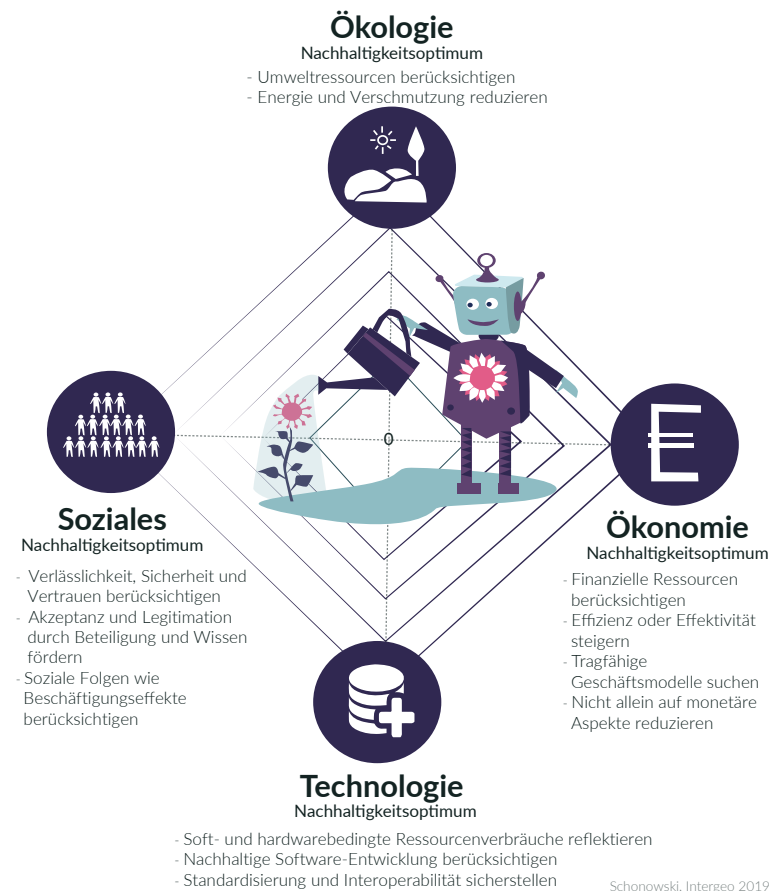 Ökologie
Nachhaltigkeitsoptimum
- Umweltressourcen berücksichtigen
- Energie und Verschmutzung reduzieren
0
Soziales
Nachhaltigkeitsoptimum
- Verlässlichkeit, Sicherheit und
Vertrauen berücksichtigen
- Akzeptanz und Legitimation
durch Beteiligung und Wissen
fördern
- Soziale Folgen wie
Beschäftigungseffekte
berücksichtigen
Ökonomie
Nachhaltigkeitsoptimum
- Finanzielle Ressourcen
berücksichtigen
- Effizienz oder Effektivität
steigern
- Tragfähige
Geschäftsmodelle suchen
- Nicht allein auf monetäre
Aspekte reduzieren
Technologie
Nachhaltigkeitsoptimum
- Soft- und hardwarebedingte Ressourcenverbräuche reflektieren
- Nachhaltige Software-Entwicklung berücksichtigen
- Standardisierung und Interoperabilität sicherstellen
Schonowski, Intergeo 2019